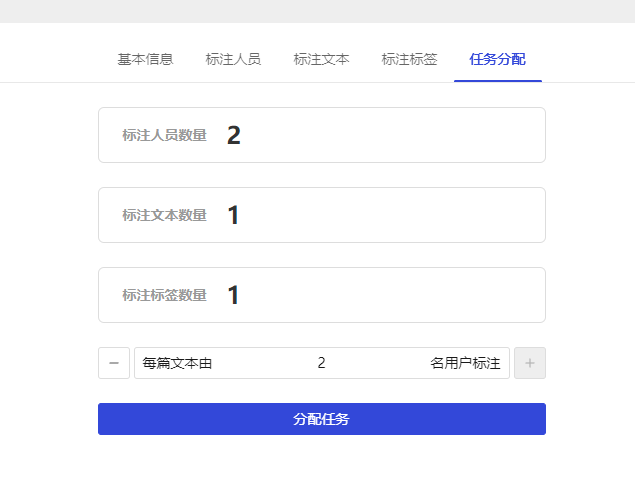 基本信息 标注人员 标注文本 标注标签 任务分配
标注人员数量 2
标注文本数量 1
标注标签数量 1
− 每篇文本由 2 名用户标注 +
分配任务